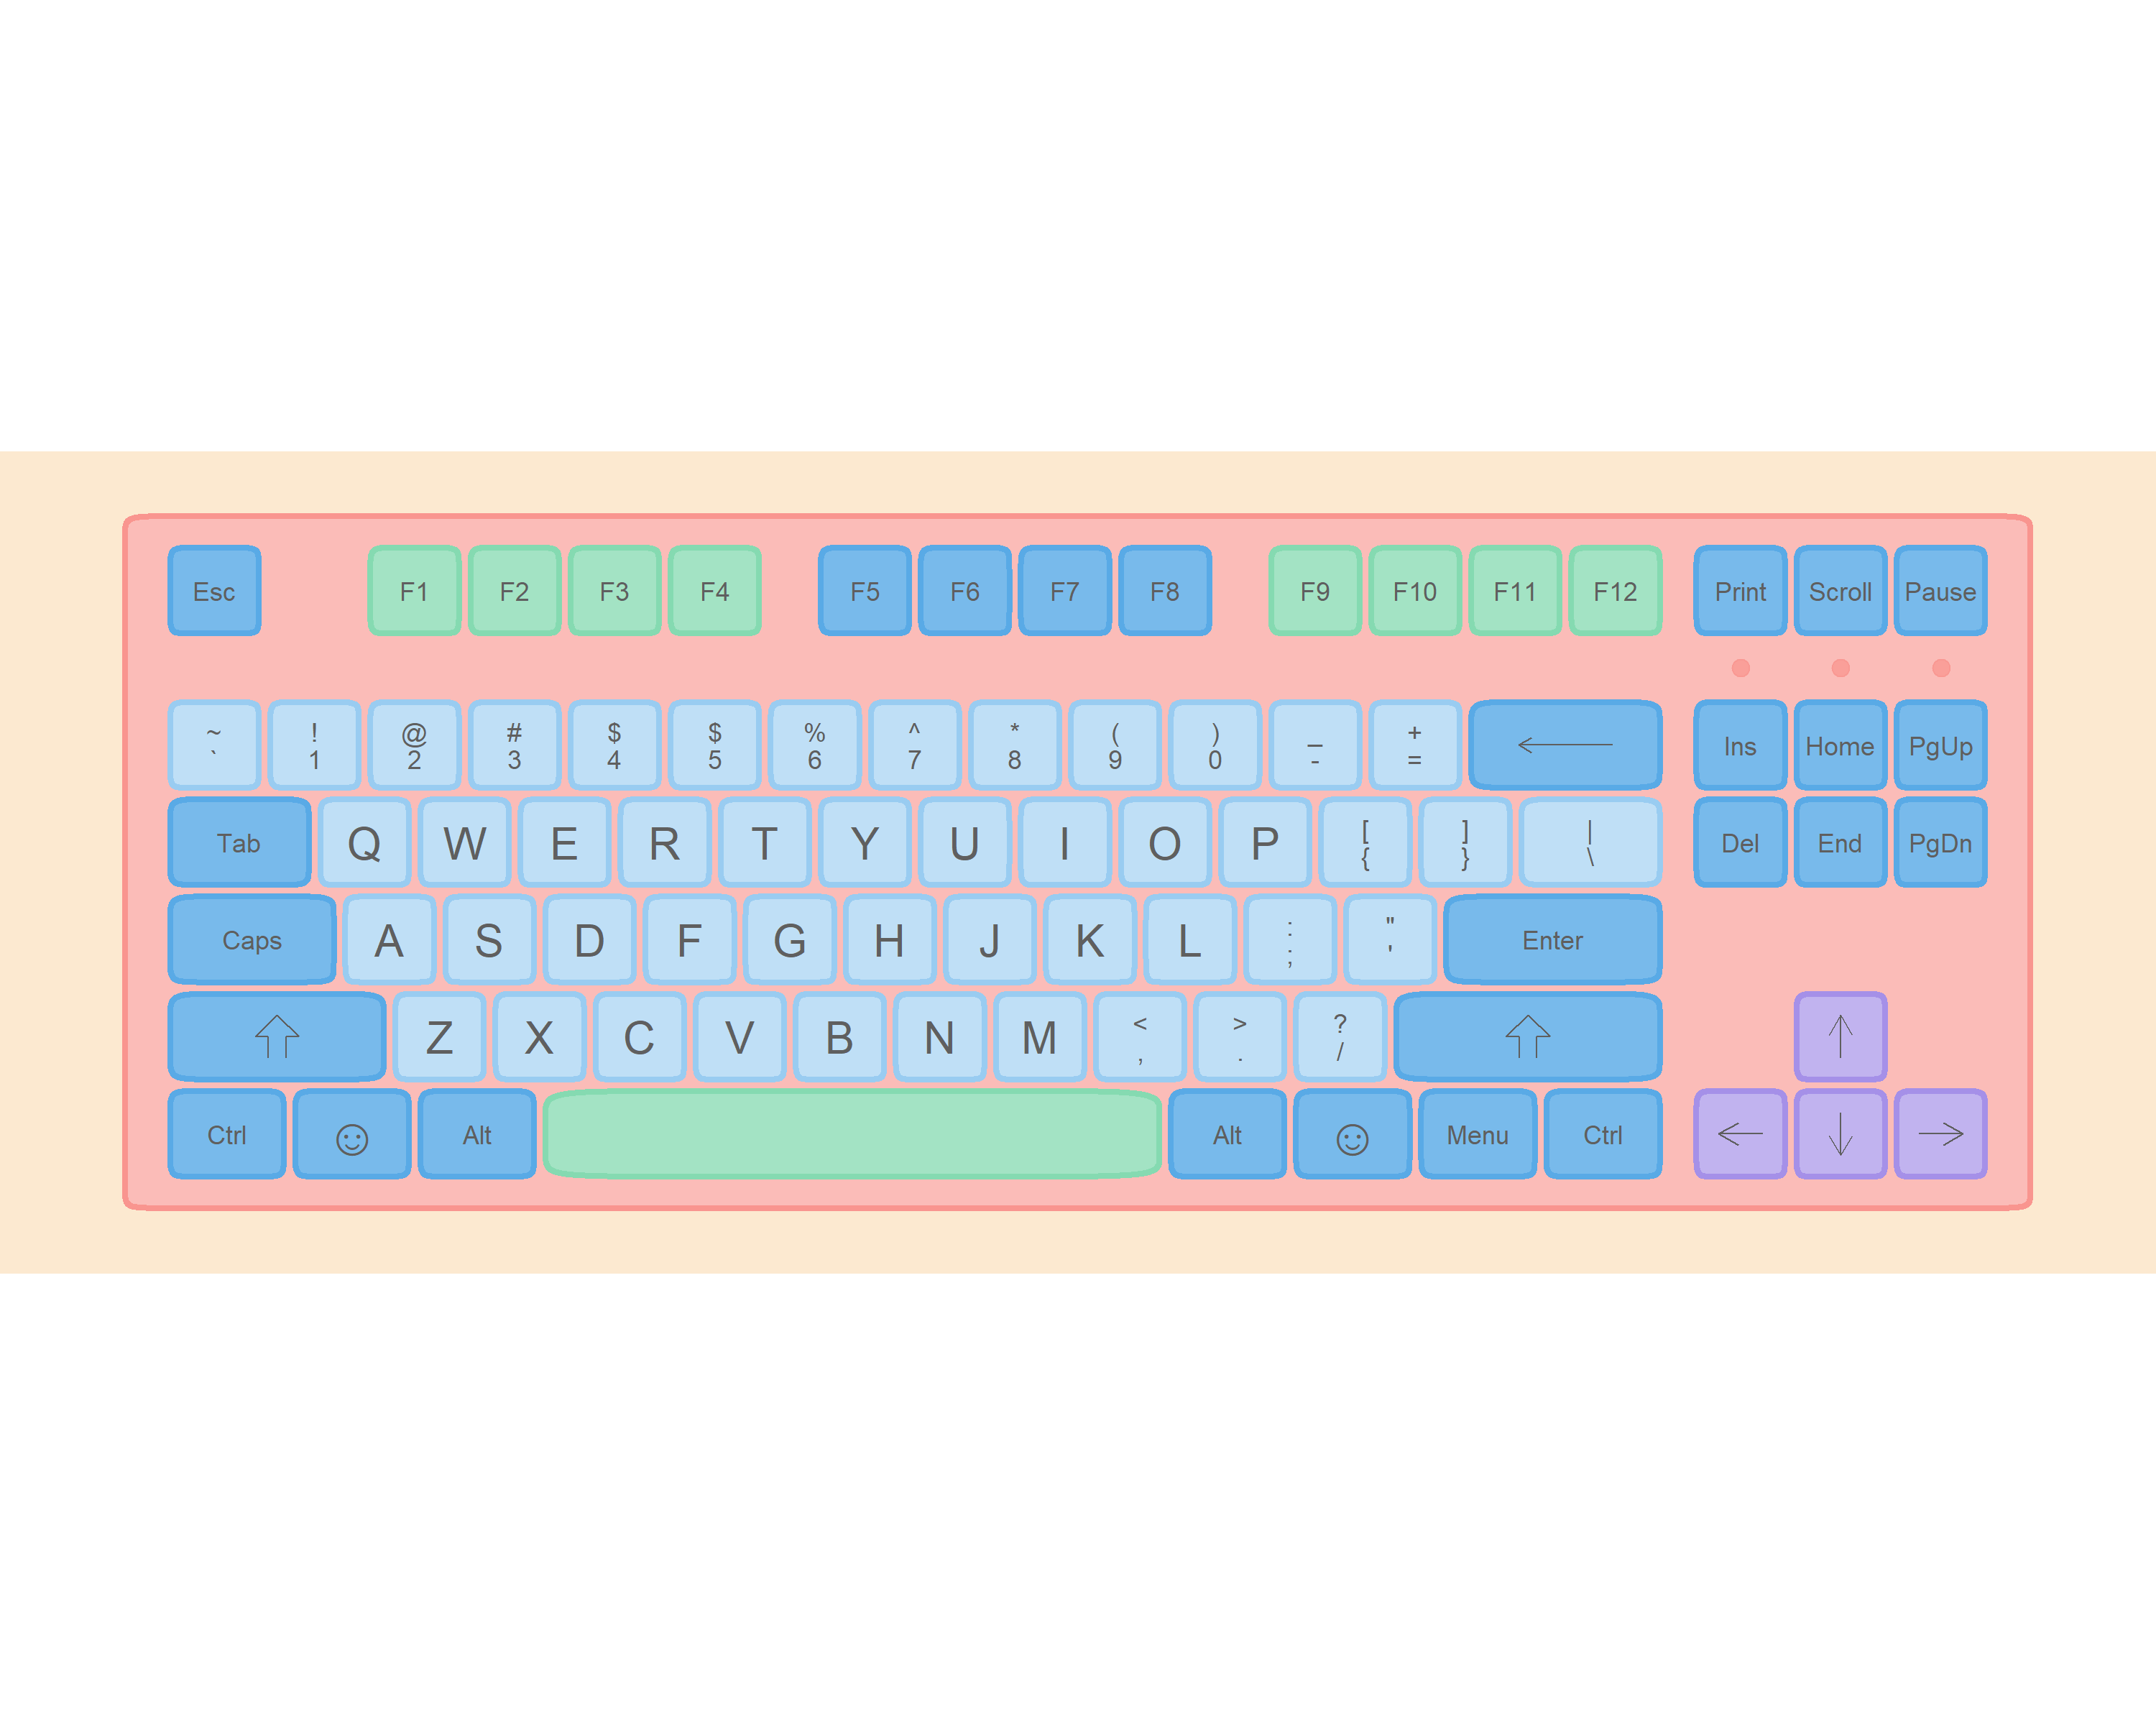 Esc F1 F2 F3 F4 F5 F6 F7 F8 F9 F10 F11 F12 Print Scroll Pause
~ ! @ # $ $ % ^ * ( ) _ +
` 1 2 3 4 5 6 7 8 9 0 - = ← Ins Home PgUp
Tab Q W E R T Y U I O P [ ] | Del End PgDn
{ } \
Caps A S D F G H J K L : " Enter
; '
⇧ Z X C V B N M < > ? ⇧ ↑
, . /
Ctrl ☺ Alt Alt ☺ Menu Ctrl ← ↓ →